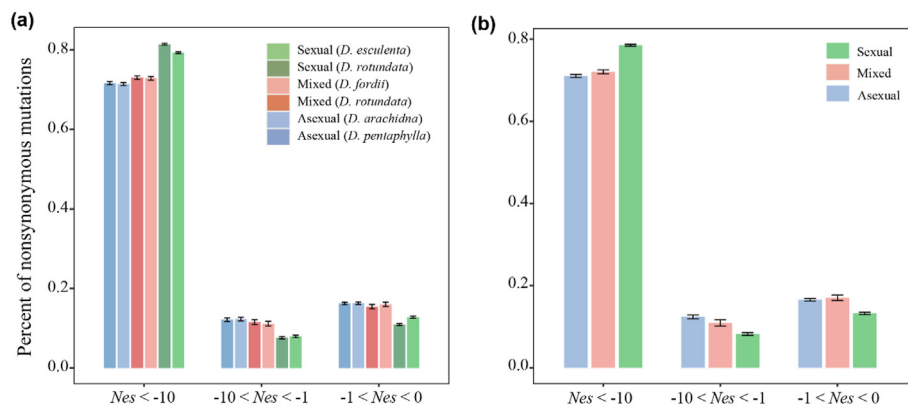 (a)
Percent of nonsynonymous mutations
0.8
0.6
0.4
0.2
0.0
Sexual (D. esculenta)
Sexual (D. rotundata)
Mixed (D. fordii)
Mixed (D. rotundata)
Asexual (D. arachidna)
Asexual (D. pentaphylla)
Nes < -10
-10 < Nes < -1
-1 < Nes < 0
(b)
0.8
0.6
0.4
0.2
0.0
Sexual
Mixed
Asexual
Nes < -10
-10 < Nes < -1
-1 < Nes < 0